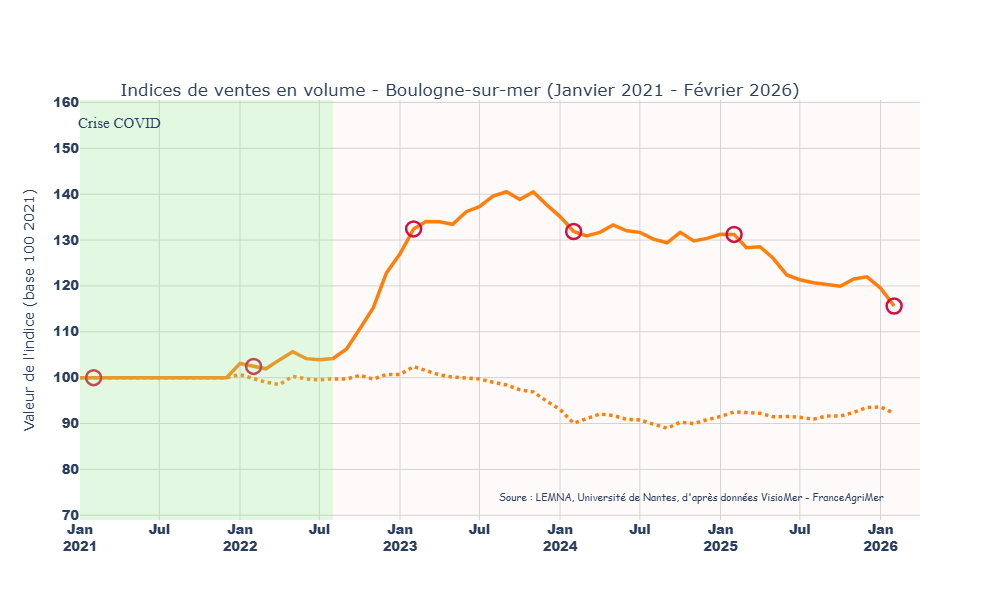 Indices de ventes en volume - Boulogne-sur-mer (Janvier 2021 - Février 2026)
160
Crise COVID
150
140
130
120
110
100
90
80
70
Valeur de l'indice (base 100 2021)
Soure : LEMNA, Université de Nantes, d'après données VisioMer - FranceAgriMer
Jan Jul Jan Jul Jan Jul Jan Jul Jan Jul Jan
2021 2022 2023 2024 2025 2026